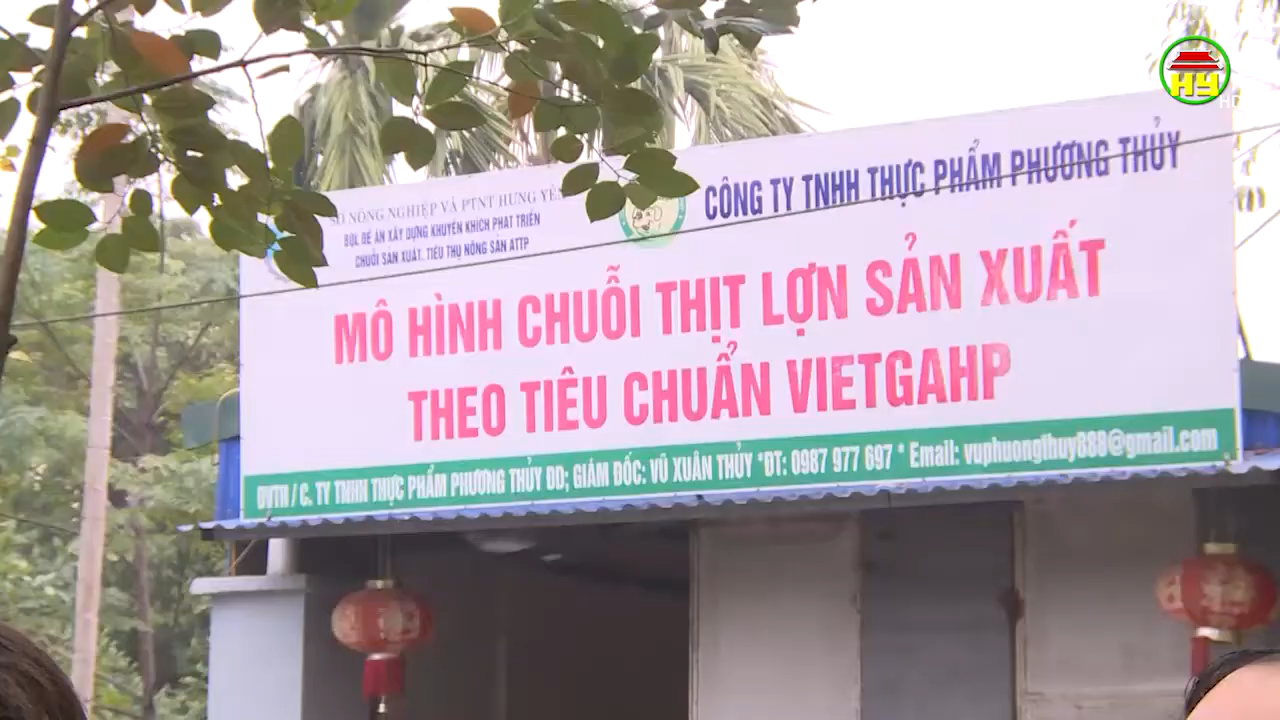 HY
HD
SỞ NÔNG NGHIỆP VÀ PTNT HƯNG YÊN
BQL ĐỀ ÁN XÂY DỰNG KHUYẾN KHÍCH PHÁT TRIỂN
CHUỖI SẢN XUẤT, TIÊU THỤ NÔNG SẢN ATTP
CÔNG TY TNHH THỰC PHẨM PHƯƠNG THỦY
MÔ HÌNH CHUỖI THỊT LỢN SẢN XUẤT
THEO TIÊU CHUẨN VIETGAHP
ĐVTH / C. TY TNHH THỰC PHẨM PHƯƠNG THỦY DD; GIÁM ĐỐC: VŨ XUÂN THỦY *ĐT: 0987 977 697 * Email: vuphuongthuy888@gmail.com